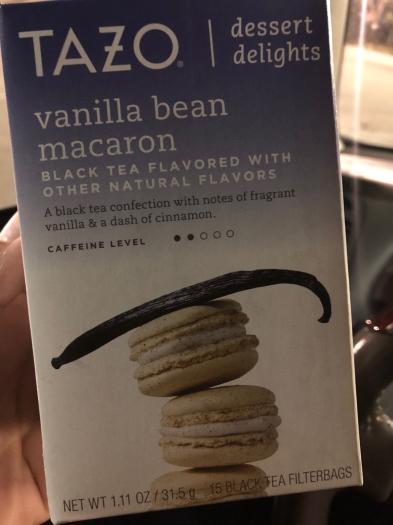 TAZO® | dessert
delights
vanilla bean
macaron
BLACK TEA FLAVORED WITH
OTHER NATURAL FLAVORS
A black tea confection with notes of fragrant
vanilla & a dash of cinnamon.
CAFFEINE LEVEL
NET WT 1.11 OZ / 31.5 g 15 BLACK TEA FILTERBAGS